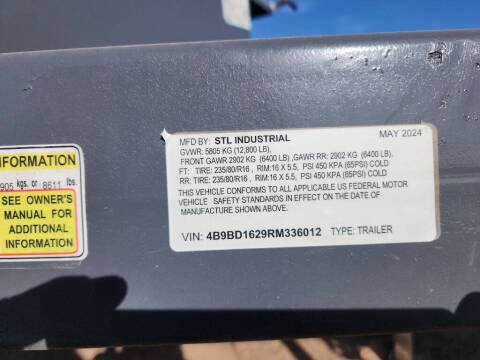 INFORMATION
905 kgs. or 8611 lbs.
SEE OWNER'S
MANUAL FOR
ADDITIONAL
INFORMATION
MFD BY: STL INDUSTRIAL MAY 2024
GVWR: 5805 KG (12,800 LB),
FRONT GAWR 2902 KG (6400 LB) ,GAWR RR: 2902 KG (6400 LB),
FT: TIRE: 235/80/R16 , RIM:16 X 5.5, PSI 450 KPA (65PSI) COLD
RR: TIRE: 235/80/R16 , RIM:16 X 5.5, PSI 450 KPA (65PSI) COLD
THIS VEHICLE CONFORMS TO ALL APPLICABLE US FEDERAL MOTOR
VEHICLE SAFETY STANDARDS IN EFFECT ON THE DATE OF
MANUFACTURE SHOWN ABOVE.
VIN: 4B9BD1629RM336012 TYPE: TRAILER